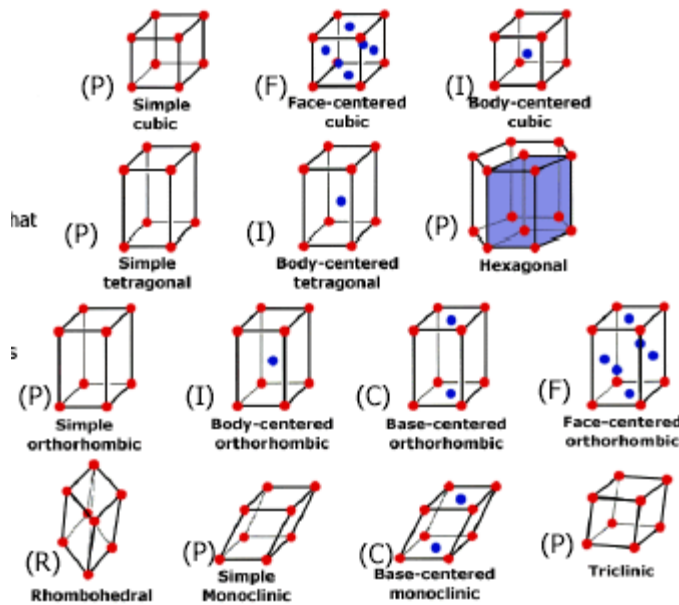 (P)
Simple
cubic
(F)
Face-centered
cubic
(I)
Body-centered
cubic
hat
(P)
Simple
tetragonal
(I)
Body-centered
tetragonal
(P)
Hexagonal
s
(P)
Simple
orthorhombic
(I)
Body-centered
orthorhombic
(C)
Base-centered
orthorhombic
(F)
Face-centered
orthorhombic
(R)
Rhombohedral
(P)
Simple
Monoclinic
(C)
Base-centered
monoclinic
(P)
Triclinic